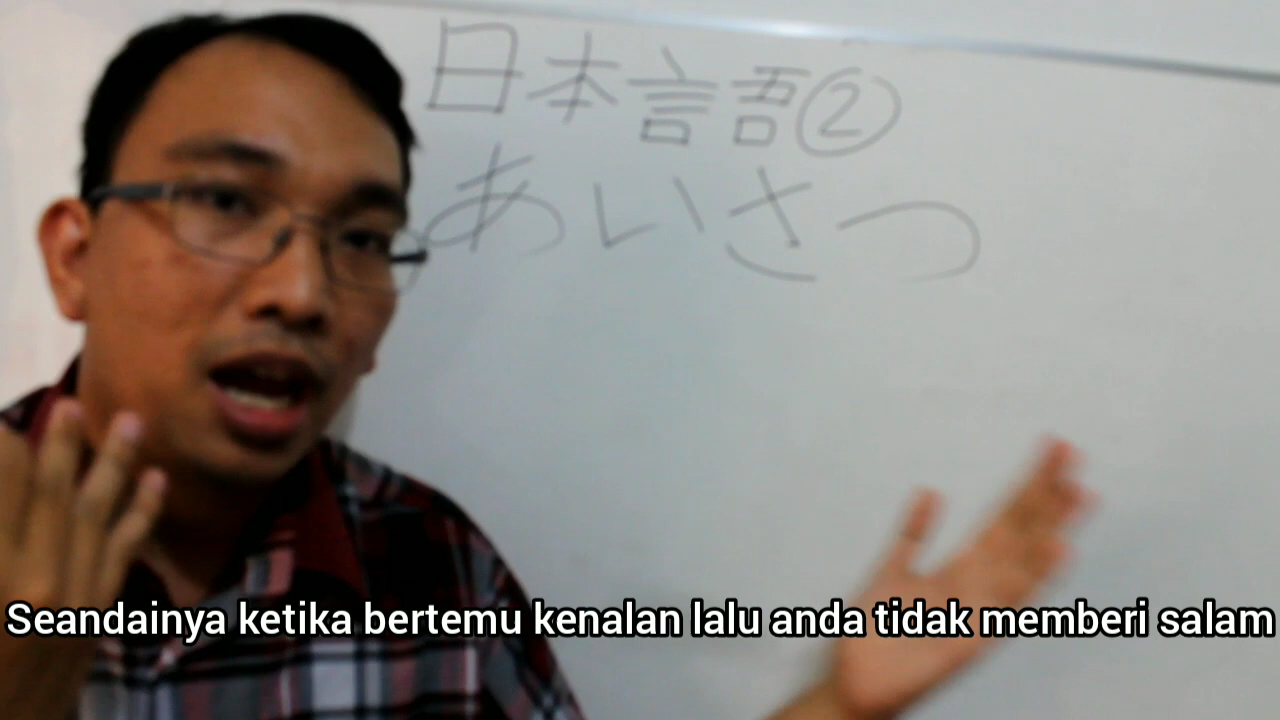 日本言語②
あいさつ
Seandainya ketika bertemu kenalan lalu anda tidak memberi salam